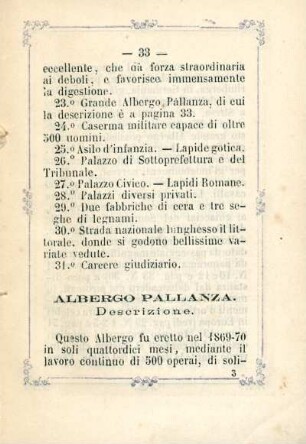 — 33 —
eccellente, che dà forza straordinaria
ai deboli, e favorisce immensamente
la digestione.
23.º Grande Albergo Pallanza, di cui
la descrizione è a pagina 33.
24.º Caserma militare capace di oltre
500 uomini.
25.º Asilo d'infanzia. — Lapide gotica.
26.º Palazzo di Sottoprefettura e del
Tribunale.
27.º Palazzo Civico. — Lapidi Romane.
28.º Palazzi diversi privati.
29.º Due fabbriche di cera e tre se-
ghe di legnami.
30.º Strada nazionale lunghesso il lit-
torale, donde si godono bellissime va-
riate vedute.
31.º Carcere giudiziario.
ALBERGO PALLANZA.
Descrizione.
Questo Albergo fu eretto nel 1869-70
in soli quattordici mesi, mediante il
lavoro continuo di 500 operai, di soli-
3